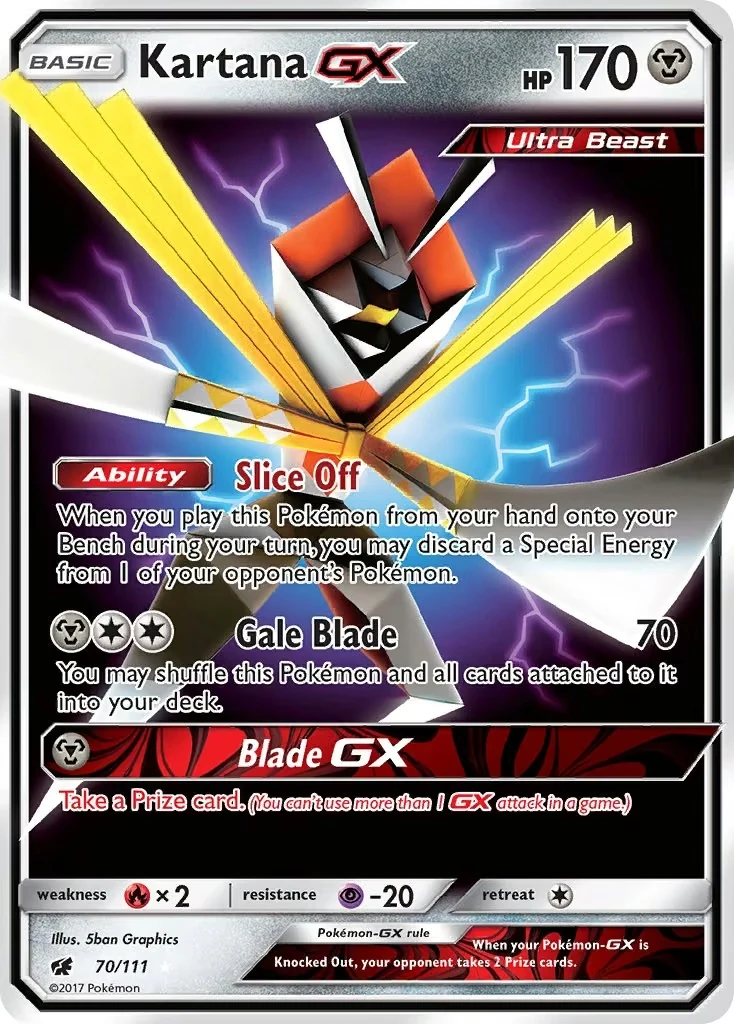 BASIC Kartana GX HP 170
Ultra Beast
Ability Slice Off
When you play this Pokémon from your hand onto your
Bench during your turn, you may discard a Special Energy
from 1 of your opponent's Pokémon.
Gale Blade 70
You may shuffle this Pokémon and all cards attached to it
into your deck.
Blade GX
Take a Prize card. (You can't use more than 1 GX attack in a game.)
weakness × 2 resistance -20 retreat
Illus. 5ban Graphics
Pokémon-GX rule
When your Pokémon-GX is
Knocked Out, your opponent takes 2 Prize cards.
70/111
©2017 Pokémon